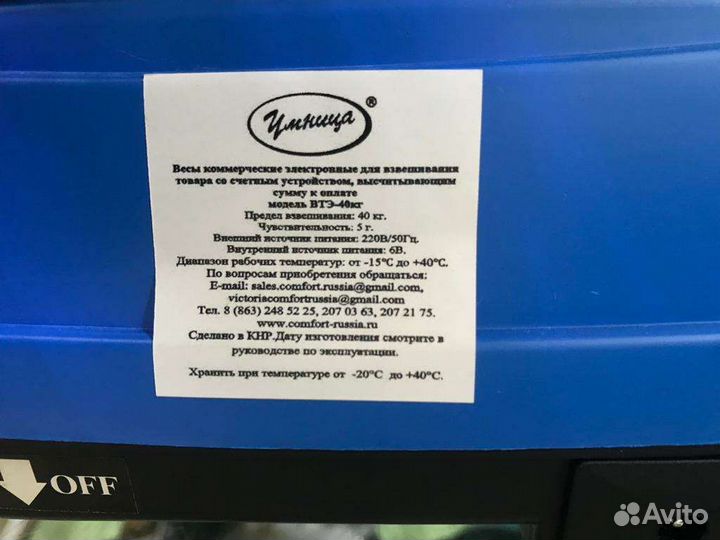 Умница ®
Весы коммерческие электронные для взвешивания
товара со счетным устройством, высчитывающим
сумму к оплате
модель ВТЭ-40кг
Предел взвешивания: 40 кг.
Чувствительность: 5 г.
Внешний источник питания: 220В/50Гц.
Внутренний источник питания: 6В.
Диапазон рабочих температур: от -15°С до +40°С.
По вопросам приобретения обращаться:
E-mail: sales.comfort.russia@gmail.com,
victoriacomfortrussia@gmail.com
Тел. 8 (863) 248 52 25, 207 03 63, 207 21 75.
www.comfort-russia.ru
Сделано в КНР.Дату изготовления смотрите в
руководстве по эксплуатации.
Хранить при температуре от -20°С до +40°С.
OFF
Avito